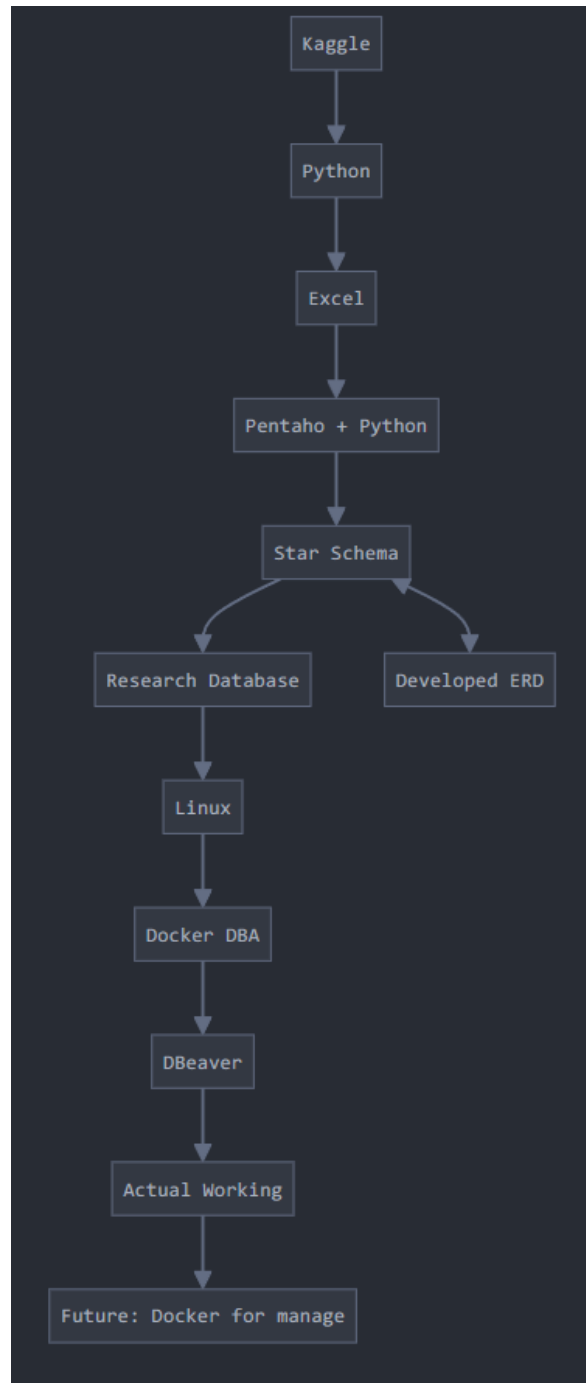 Kaggle
Python
Excel
Pentaho + Python
Star Schema
Research Database
Developed ERD
Linux
Docker DBA
DBeaver
Actual Working
Future: Docker for manage